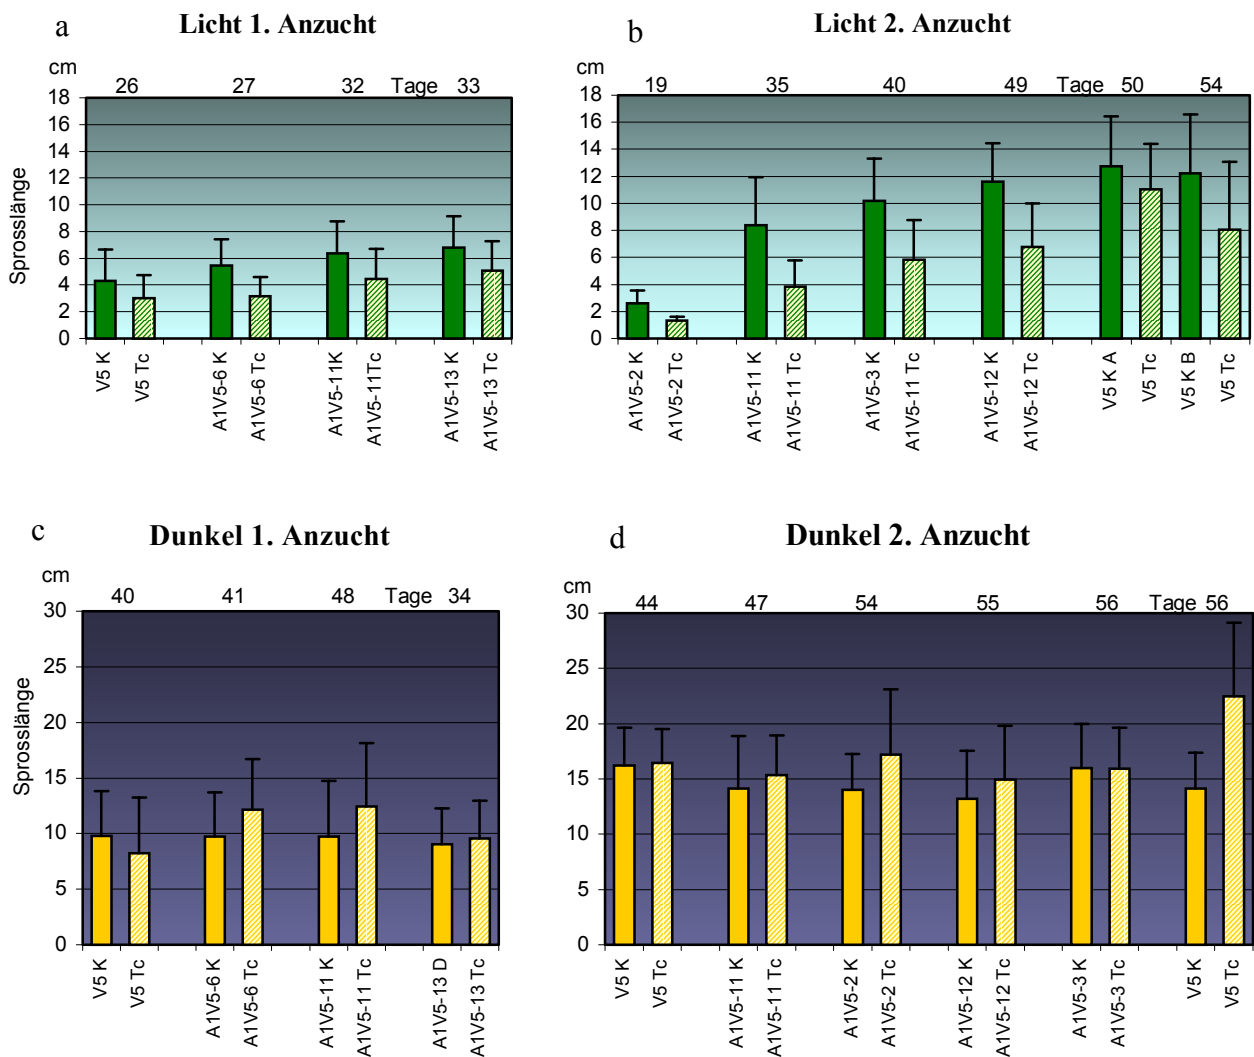 a
Licht 1. Anzucht
cm
26 27 32 Tage 33
18
16
14
12
10
8
6
4
2
0
Sprosslänge
V5 K
V5 Tc
A1V5-6 K
A1V5-6 Tc
A1V5-11K
A1V5-11Tc
A1V5-13 K
A1V5-13 Tc
b
Licht 2. Anzucht
cm
19 35 40 49 Tage 50 54
18
16
14
12
10
8
6
4
2
0
A1V5-2 K
A1V5-2 Tc
A1V5-11 K
A1V5-11 Tc
A1V5-3 K
A1V5-11 Tc
A1V5-12 K
A1V5-12 Tc
V5 K A
V5 Tc
V5 K B
V5 Tc
c
Dunkel 1. Anzucht
cm
40 41 48 Tage 34
30
25
20
15
10
5
0
Sprosslänge
V5 K
V5 Tc
A1V5-6 K
A1V5-6 Tc
A1V5-11 K
A1V5-11 Tc
A1V5-13 D
A1V5-13 Tc
d
Dunkel 2. Anzucht
cm
44 47 54 55 56 Tage 56
30
25
20
15
10
5
0
V5 K
V5 Tc
A1V5-11 K
A1V5-11 Tc
A1V5-2 K
A1V5-2 Tc
A1V5-12 K
A1V5-12 Tc
A1V5-3 K
A1V5-3 Tc
V5 K
V5 Tc